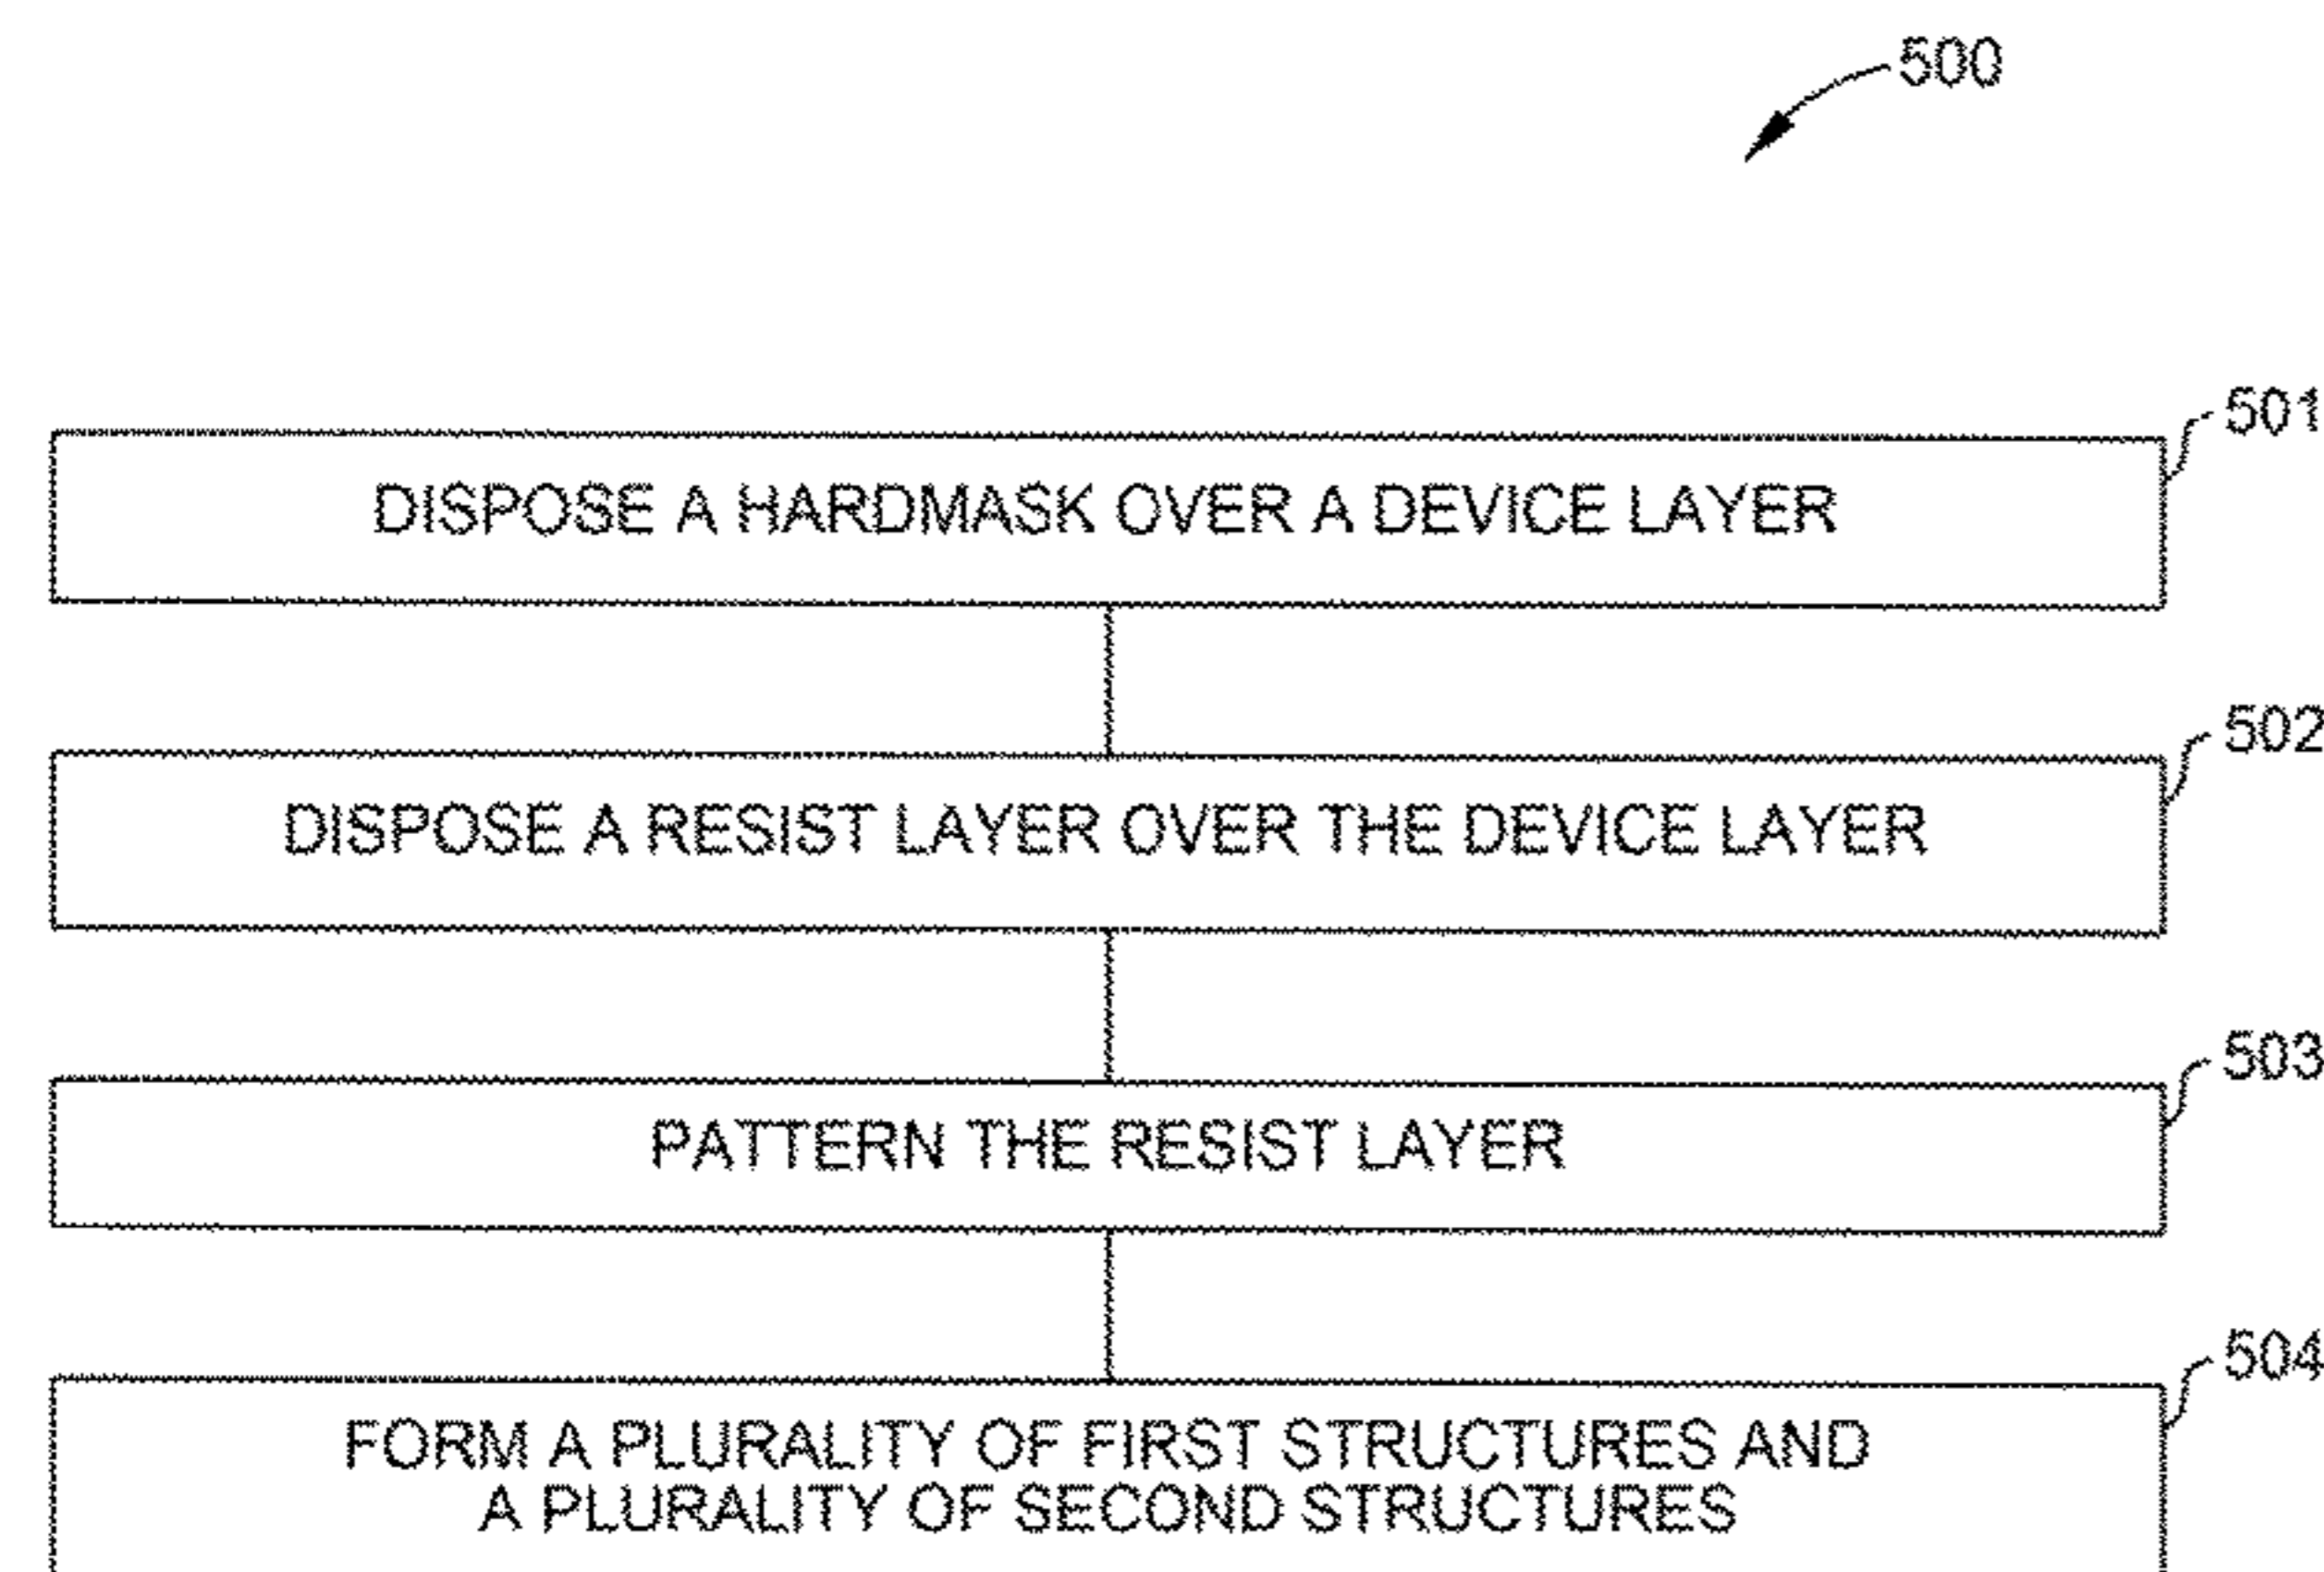 500
501
DISPOSE A HARDMASK OVER A DEVICE LAYER
502
DISPOSE A RESIST LAYER OVER THE DEVICE LAYER
503
PATTERN THE RESIST LAYER
504
FORM A PLURALITY OF FIRST STRUCTURES AND
A PLURALITY OF SECOND STRUCTURES